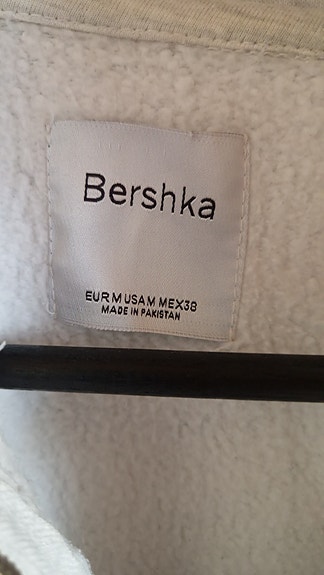 Bershka
EUR M USA M MEX 38
MADE IN PAKISTAN